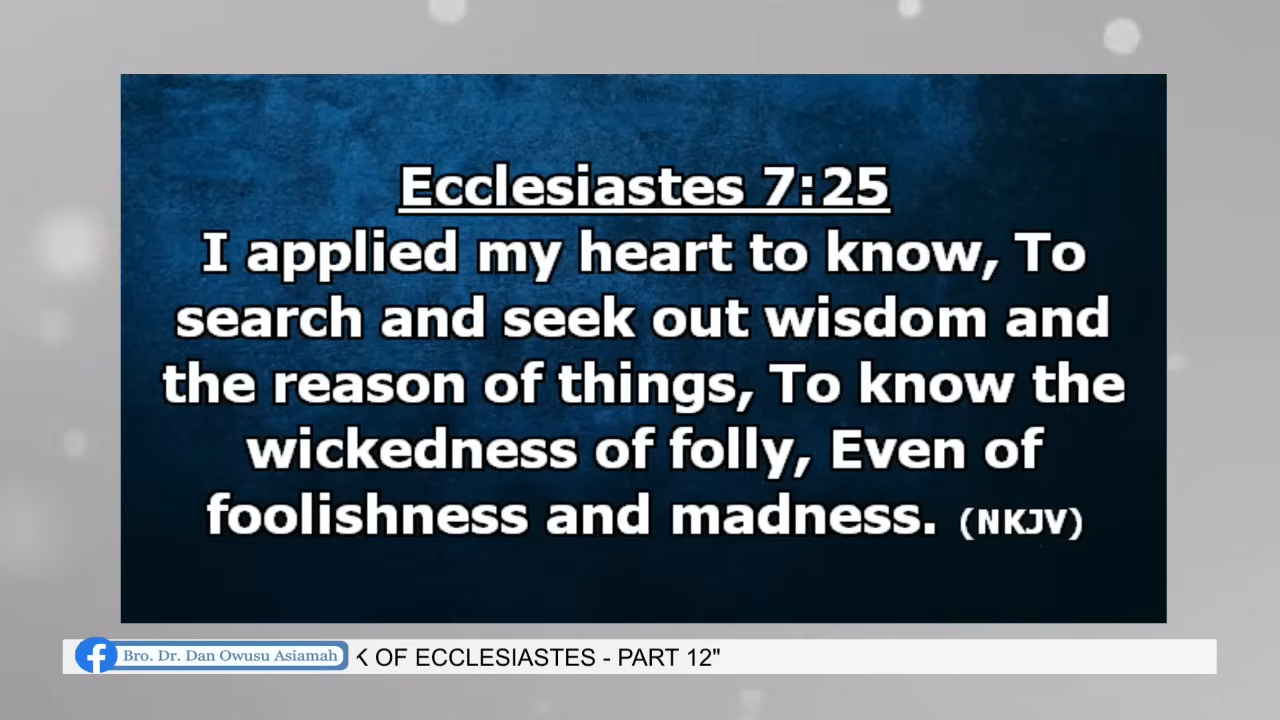 Ecclesiastes 7:25
I applied my heart to know, To
search and seek out wisdom and
the reason of things, To know the
wickedness of folly, Even of
foolishness and madness. (NKJV)
Bro. Dr. Dan Owusu Asiamah OF ECCLESIASTES - PART 12"